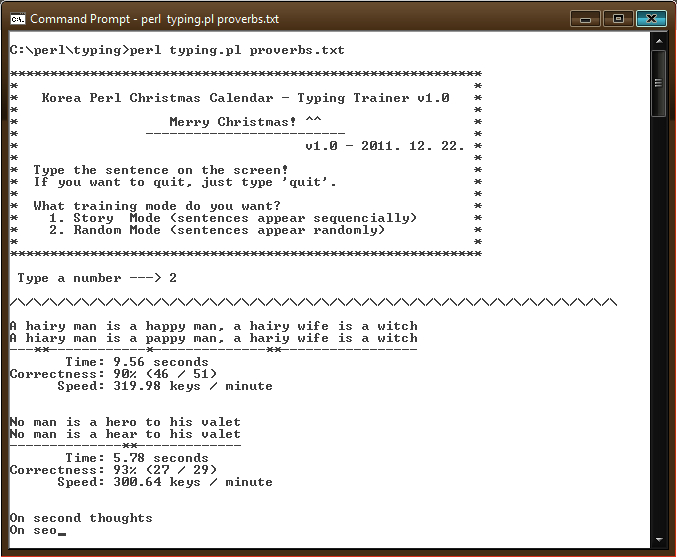 Command Prompt - perl  typing.pl proverbs.txt
C:\perl\typing>perl typing.pl proverbs.txt
***********************************************************
*                                                         *
*   Korea Perl Christmas Calendar - Typing Trainer v1.0   *
*                                                         *
*                   Merry Christmas! ^^                   *
*                -------------------------                *
*                                    v1.0 - 2011. 12. 22. *
*                                                         *
*  Type the sentence on the screen!                       *
*  If you want to quit, just type 'quit'.                 *
*                                                         *
*  What training mode do you want?                        *
*    1. Story  Mode (sentences appear sequencially)       *
*    2. Random Mode (sentences appear randomly)           *
*                                                         *
***********************************************************
 Type a number ---> 2
/\/\/\/\/\/\/\/\/\/\/\/\/\/\/\/\/\/\/\/\/\/\/\/\/\/\/\/\/\/\/\/\/\/\/\/\/\/\
A hairy man is a happy man, a hairy wife is a witch
A hiary man is a pappy man, a hariy wife is a witch
---**------------*--------------**-----------------
       Time: 9.56 seconds
Correctness: 90% (46 / 51)
      Speed: 319.98 keys / minute
No man is a hero to his valet
No man is a hear to his valet
--------------**-------------
       Time: 5.78 seconds
Correctness: 93% (27 / 29)
      Speed: 300.64 keys / minute
On second thoughts
On seo_